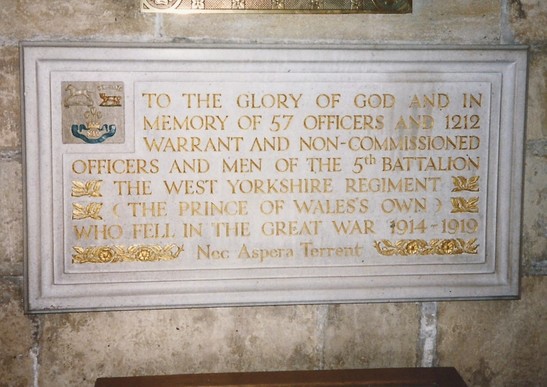 TO THE GLORY OF GOD AND IN
MEMORY OF 57 OFFICERS AND 1212
WARRANT AND NON-COMMISSIONED
OFFICERS AND MEN OF THE 5th BATTALION
THE WEST YORKSHIRE REGIMENT
(THE PRINCE OF WALES'S OWN)
WHO FELL IN THE GREAT WAR 1914-1919
Nec Aspera Terrent